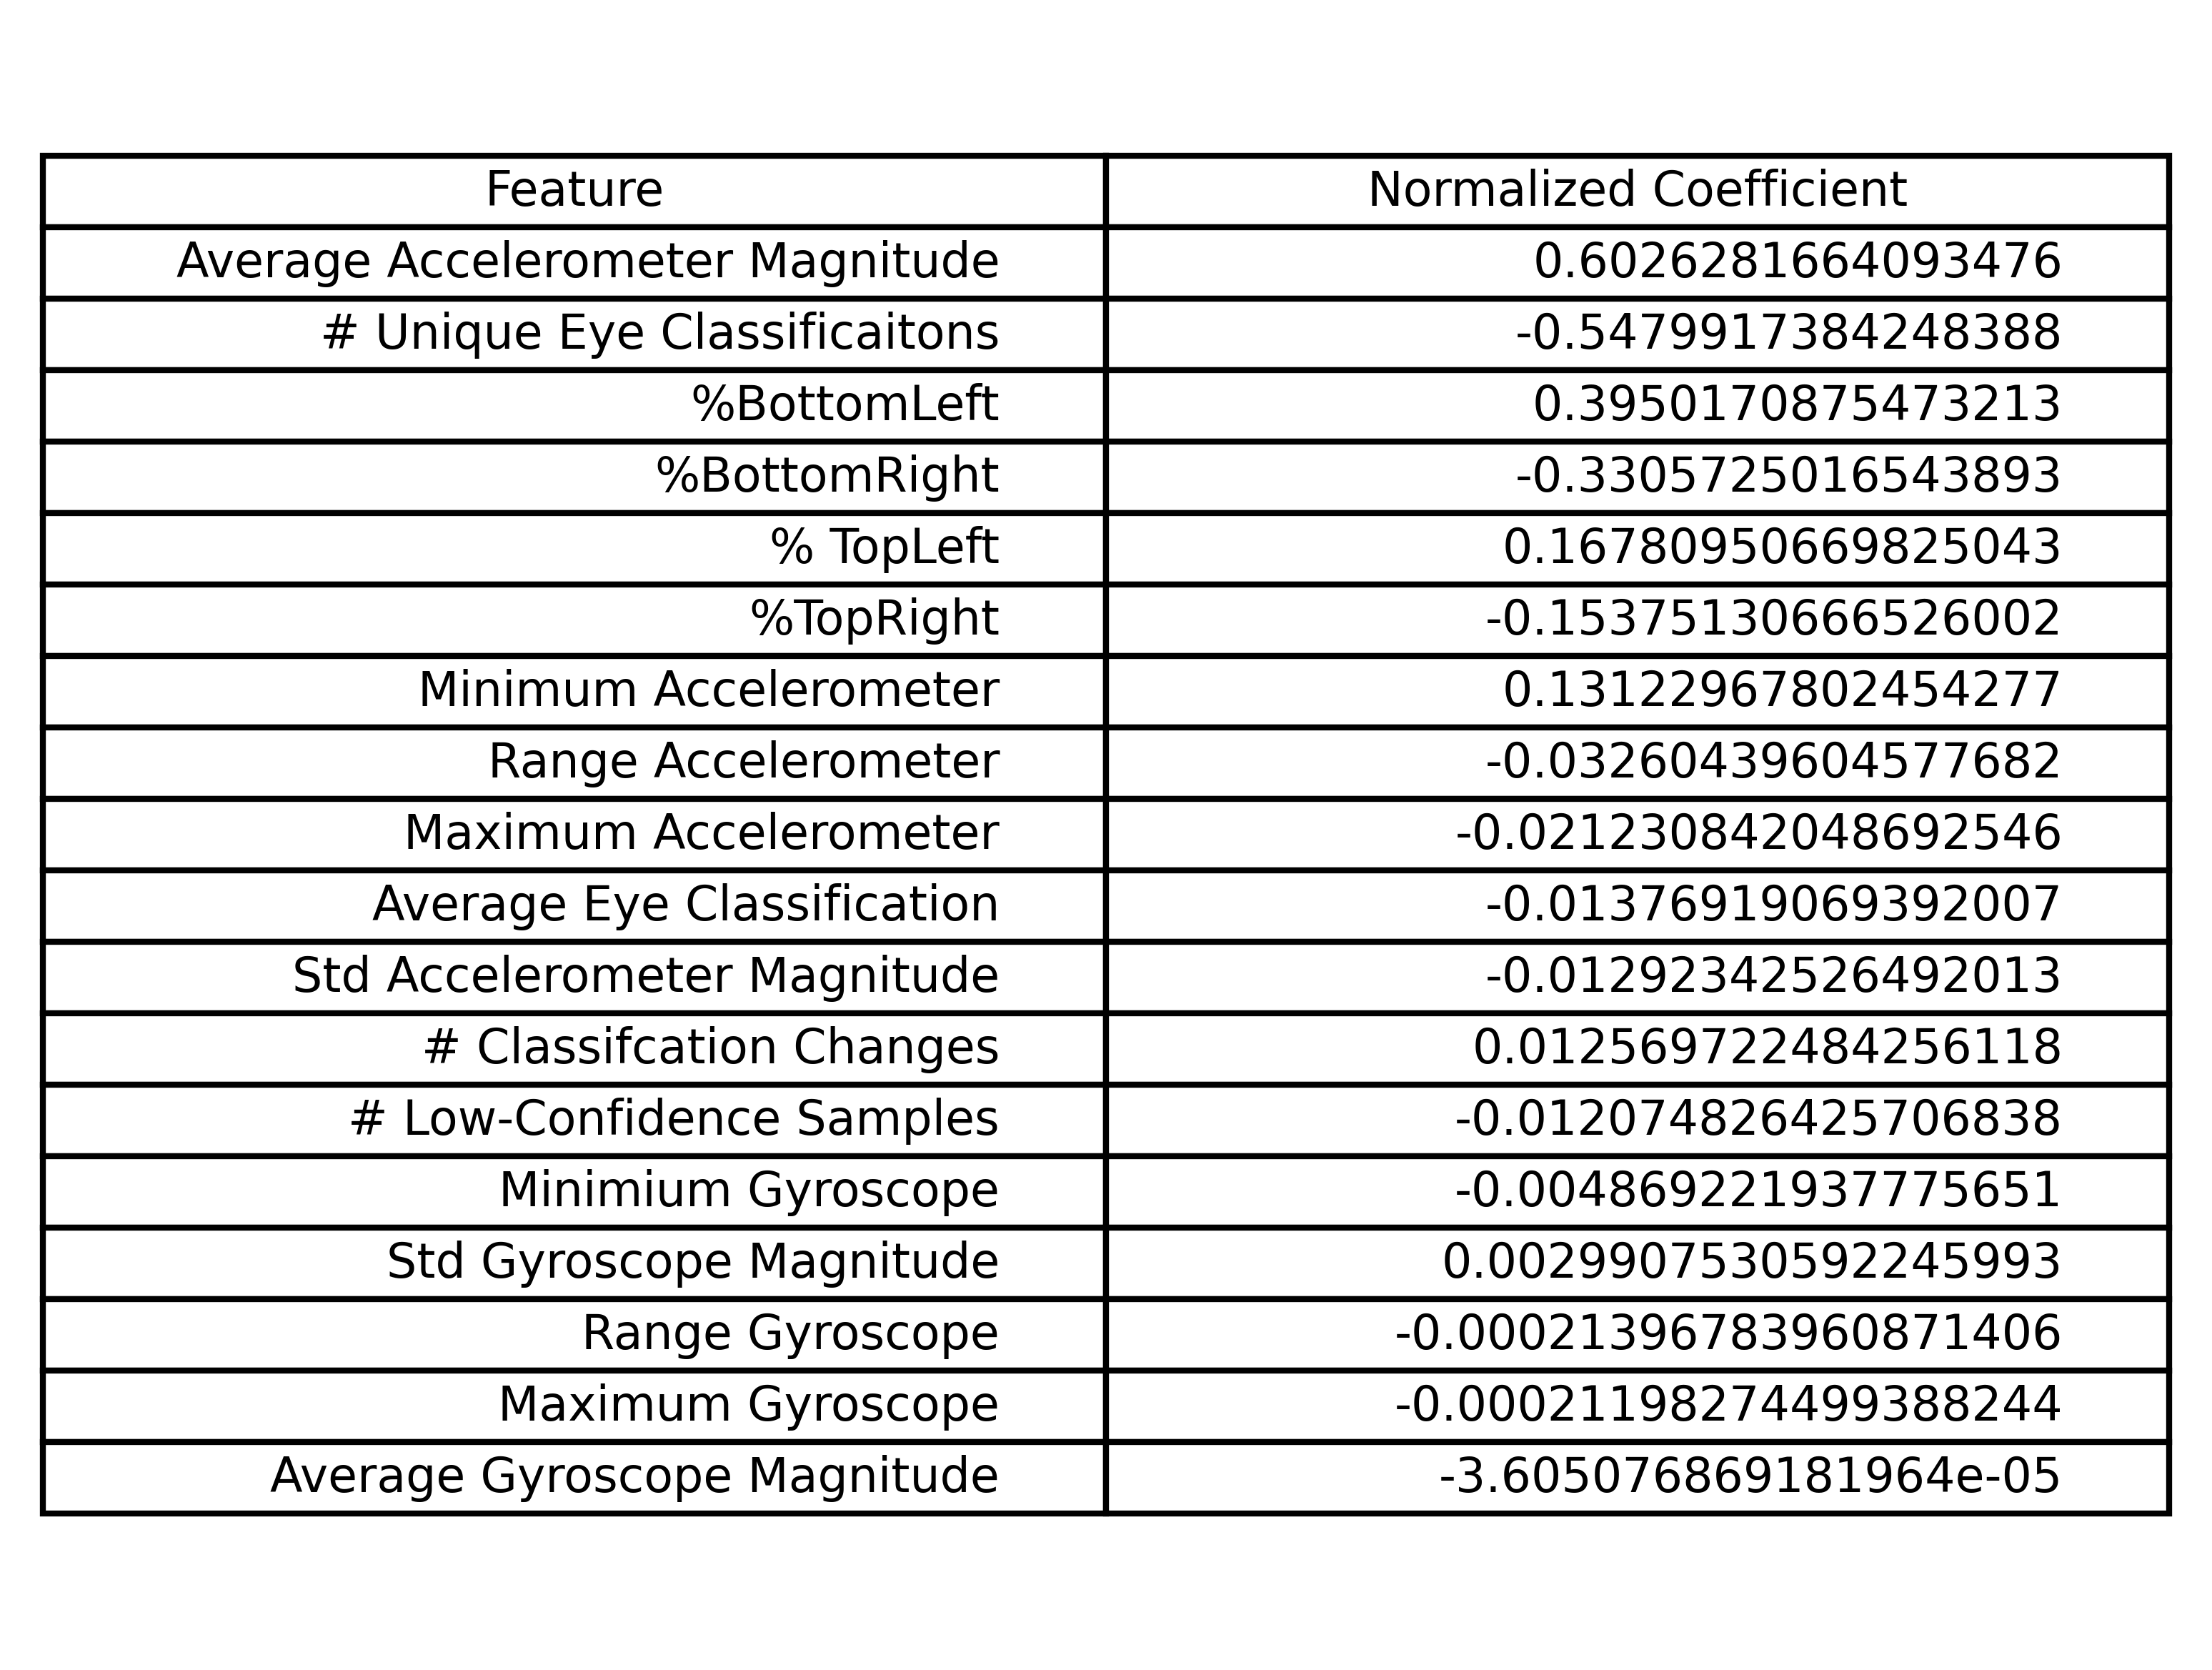 Feature Normalized Coefficient
Average Accelerometer Magnitude 0.6026281664093476
# Unique Eye Classificaitons -0.5479917384248388
%BottomLeft 0.3950170875473213
%BottomRight -0.3305725016543893
% TopLeft 0.16780950669825043
%TopRight -0.15375130666526002
Minimum Accelerometer 0.13122967802454277
Range Accelerometer -0.03260439604577682
Maximum Accelerometer -0.021230842048692546
Average Eye Classification -0.01376919069392007
Std Accelerometer Magnitude -0.01292342526492013
# Classifcation Changes 0.012569722484256118
# Low-Confidence Samples -0.012074826425706838
Minimium Gyroscope -0.004869221937775651
Std Gyroscope Magnitude 0.0029907530592245993
Range Gyroscope -0.00021396783960871406
Maximum Gyroscope -0.00021198274499388244
Average Gyroscope Magnitude -3.605076869181964e-05